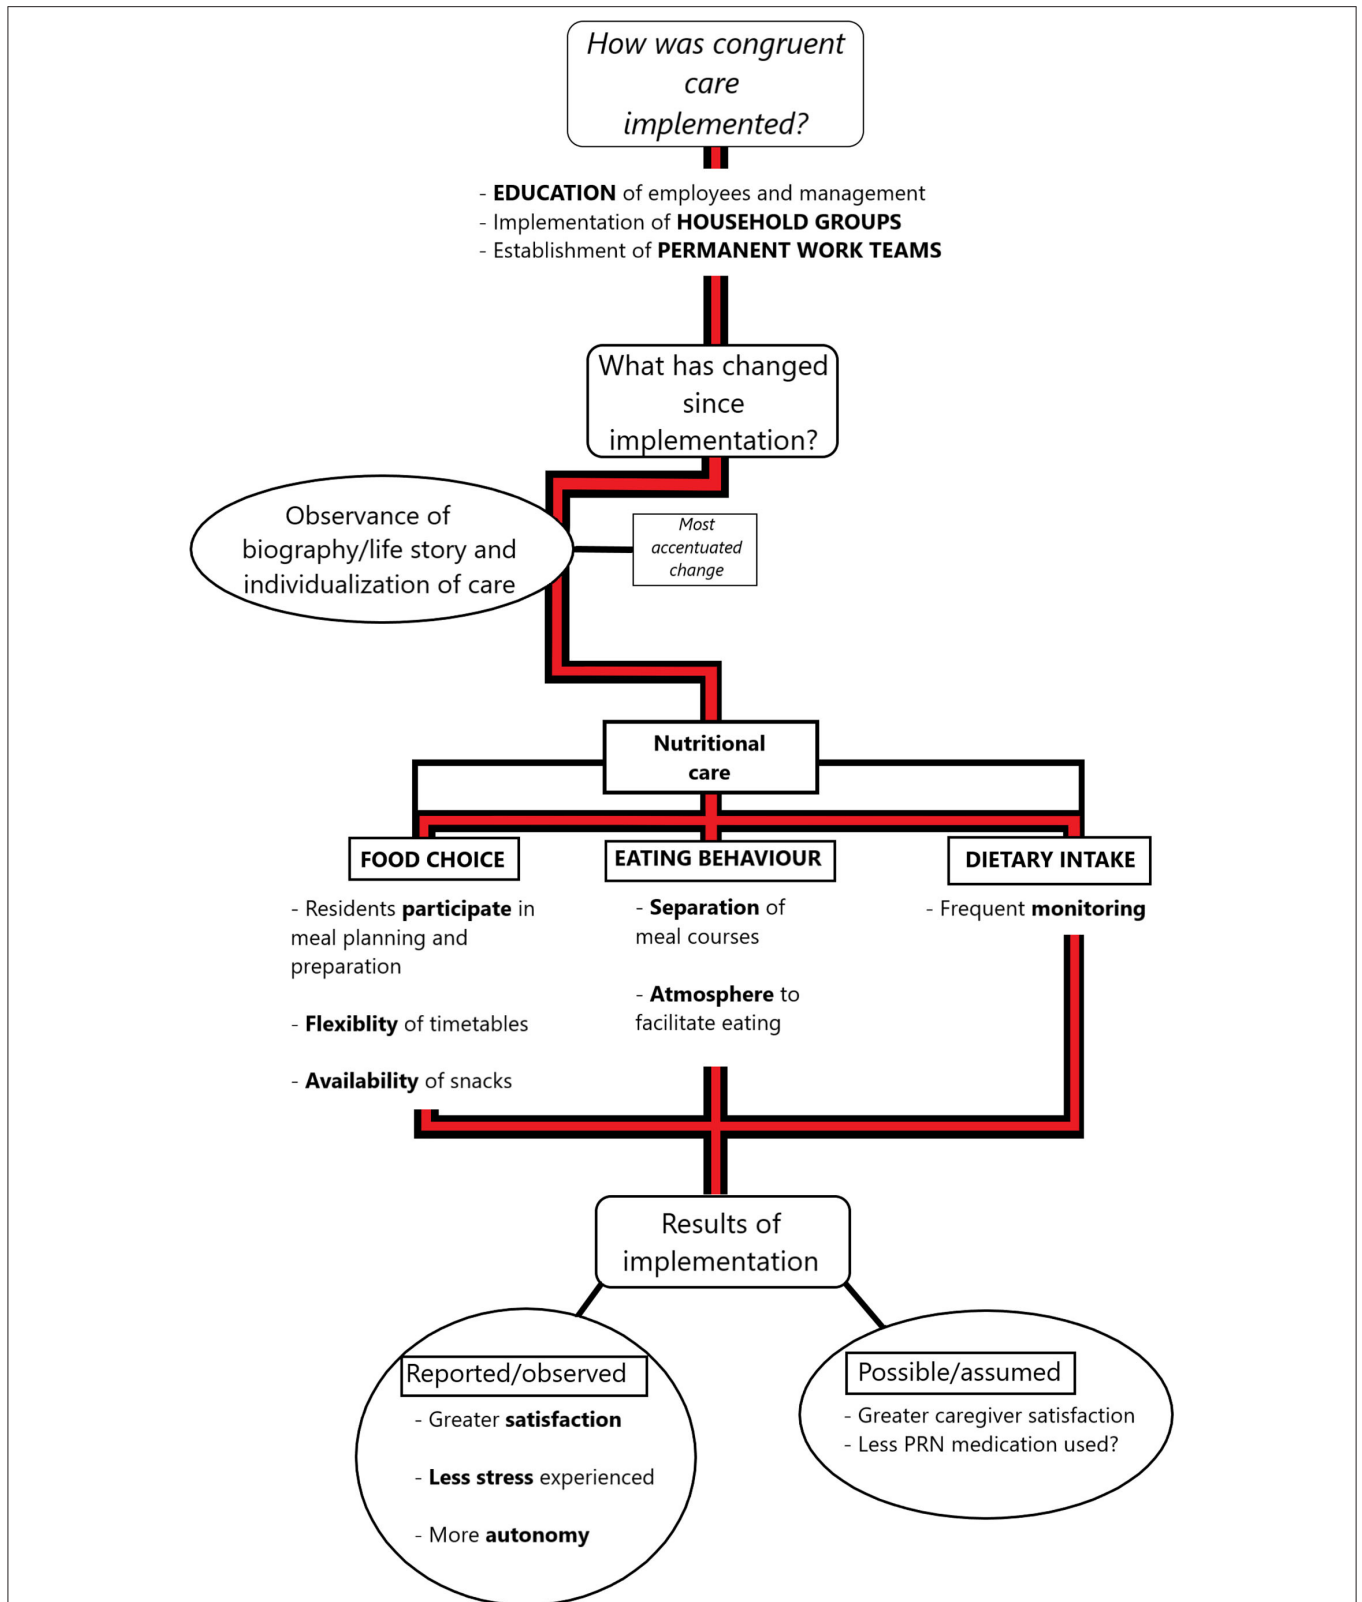 How was congruent
care
implemented?
- EDUCATION of employees and management
- Implementation of HOUSEHOLD GROUPS
- Establishment of PERMANENT WORK TEAMS
What has changed
since
implementation?
Observance of
biography/life story and
individualization of care
Most
accentuated
change
Nutritional
care
FOOD CHOICE
- Residents participate in
meal planning and
preparation
- Flexiblity of timetables
- Availability of snacks
EATING BEHAVIOUR
- Separation of
meal courses
- Atmosphere to
facilitate eating
DIETARY INTAKE
- Frequent monitoring
Results of
implementation
Reported/observed
- Greater satisfaction
- Less stress experienced
- More autonomy
Possible/assumed
- Greater caregiver satisfaction
- Less PRN medication used?